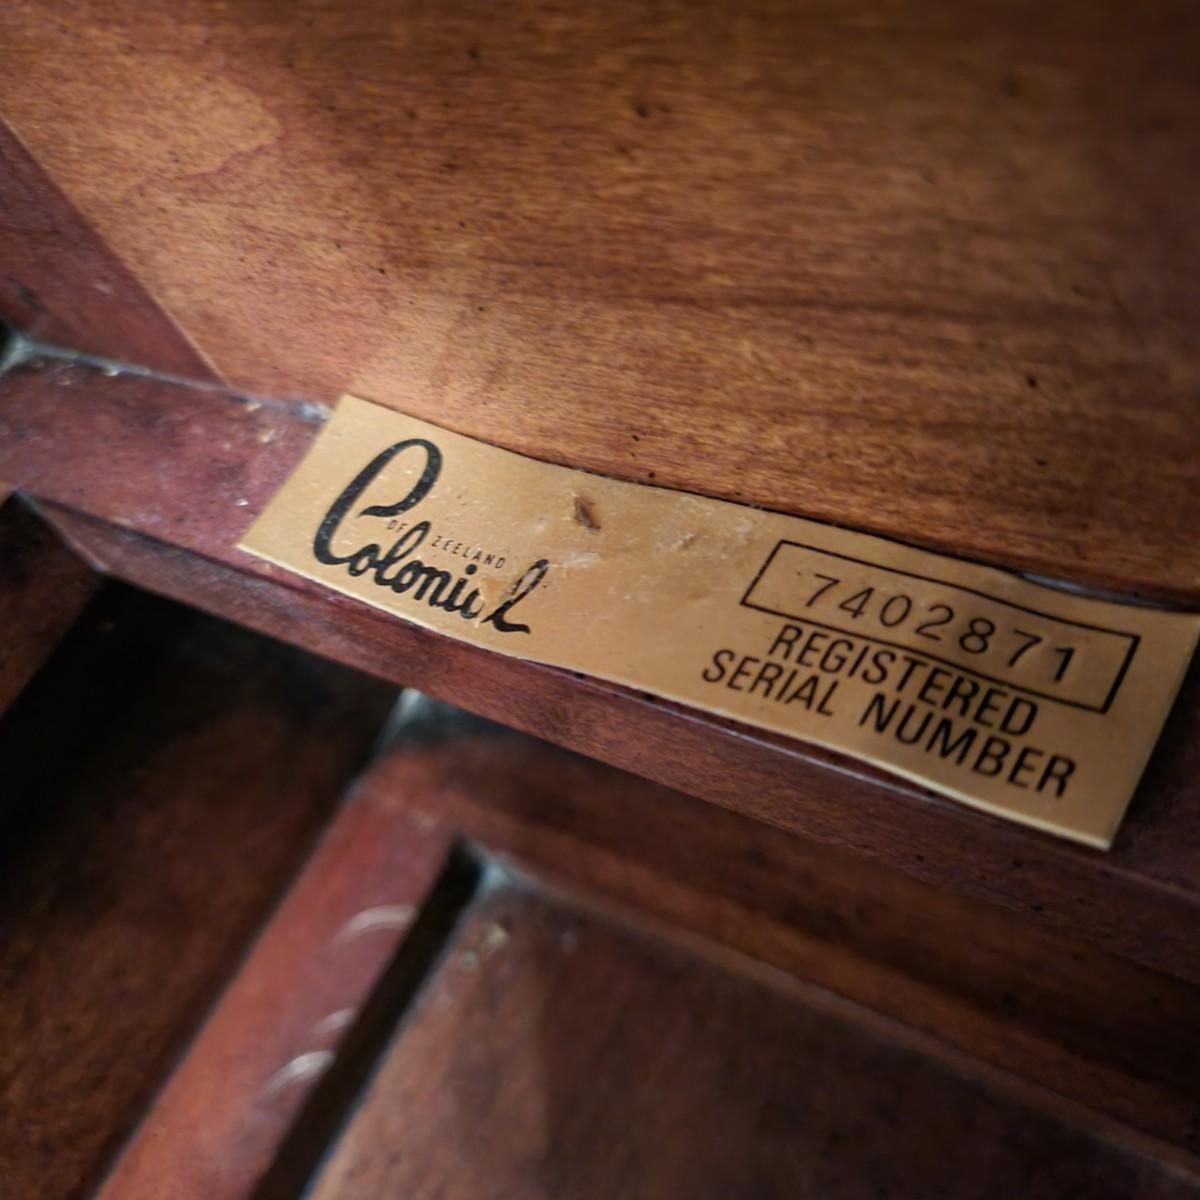 OF ZEELAND
Colonial
7402871
REGISTERED
SERIAL NUMBER